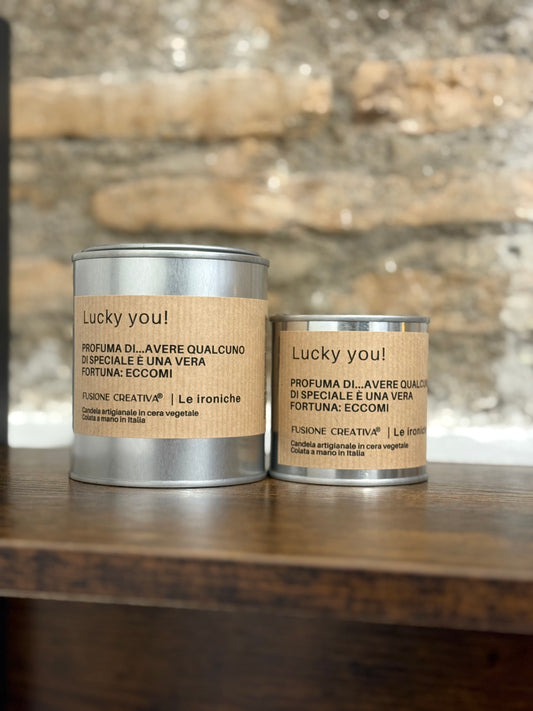 Lucky you!
PROFUMA DI...AVERE QUALCUNO
DI SPECIALE È UNA VERA
FORTUNA: ECCOMI
FUSIONE CREATIVA® | Le ironiche
Candela artigianale in cera vegetale
Colata a mano in Italia
Lucky you!
PROFUMA DI...AVERE QUALCUNO
DI SPECIALE È UNA VERA
FORTUNA: ECCOMI
FUSIONE CREATIVA® | Le ironiche
Candela artigianale in cera vegetale
Colata a mano in Italia